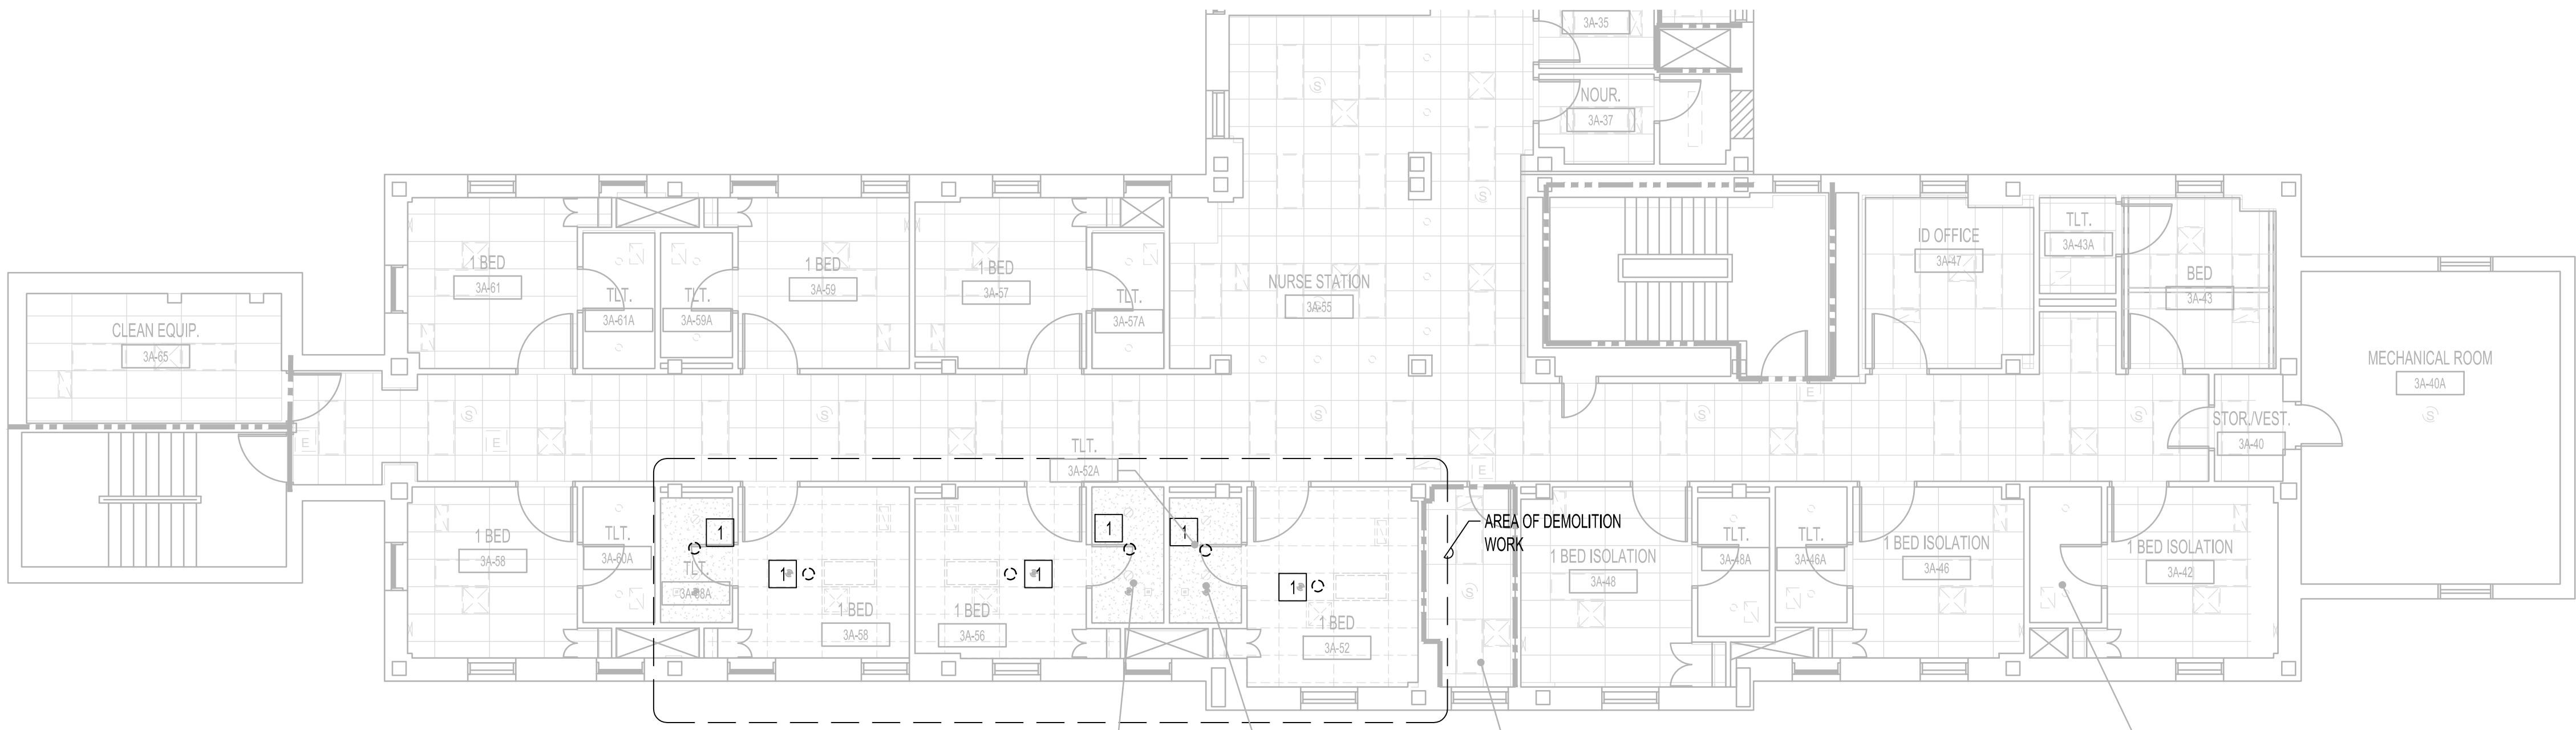 3A-35
NOUR.
3A-37
1 BED
3A-61
TLT.
3A-61A
TLT.
3A-59A
1 BED
3A-59
1 BED
3A-57
TLT.
3A-57A
NURSE STATION
3A-55
ID OFFICE
3A-47
TLT.
3A-43A
BED
3A-43
CLEAN EQUIP.
3A-65
MECHANICAL ROOM
3A-40A
S
S
S
S
S
S
S
S
S
E
E
E
E
S
STOR./VEST.
3A-40
TLT.
3A-52A
AREA OF DEMOLITION
WORK
1 BED
3A-58
TLT.
3A-60A
1
TLT.
3A-58A
1
1 BED
3A-58
1
1 BED
3A-56
1
1
1
1 BED
3A-52
1 BED ISOLATION
3A-48
TLT.
3A-48A
TLT.
3A-46A
1 BED ISOLATION
3A-46
1 BED ISOLATION
3A-42